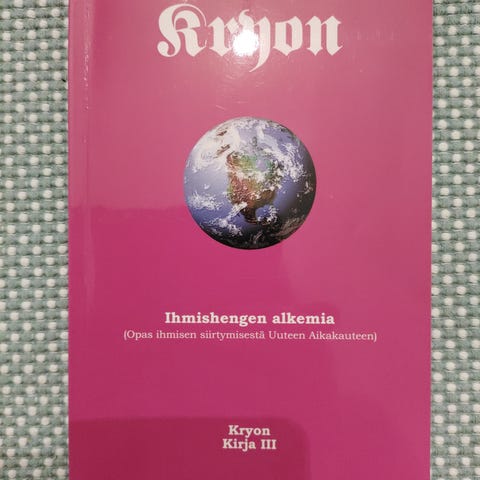 Kryon
Ihmishengen alkemia
(Opas ihmisen siirtymisestä Uuteen Aikakauteen)
Kryon
Kirja III